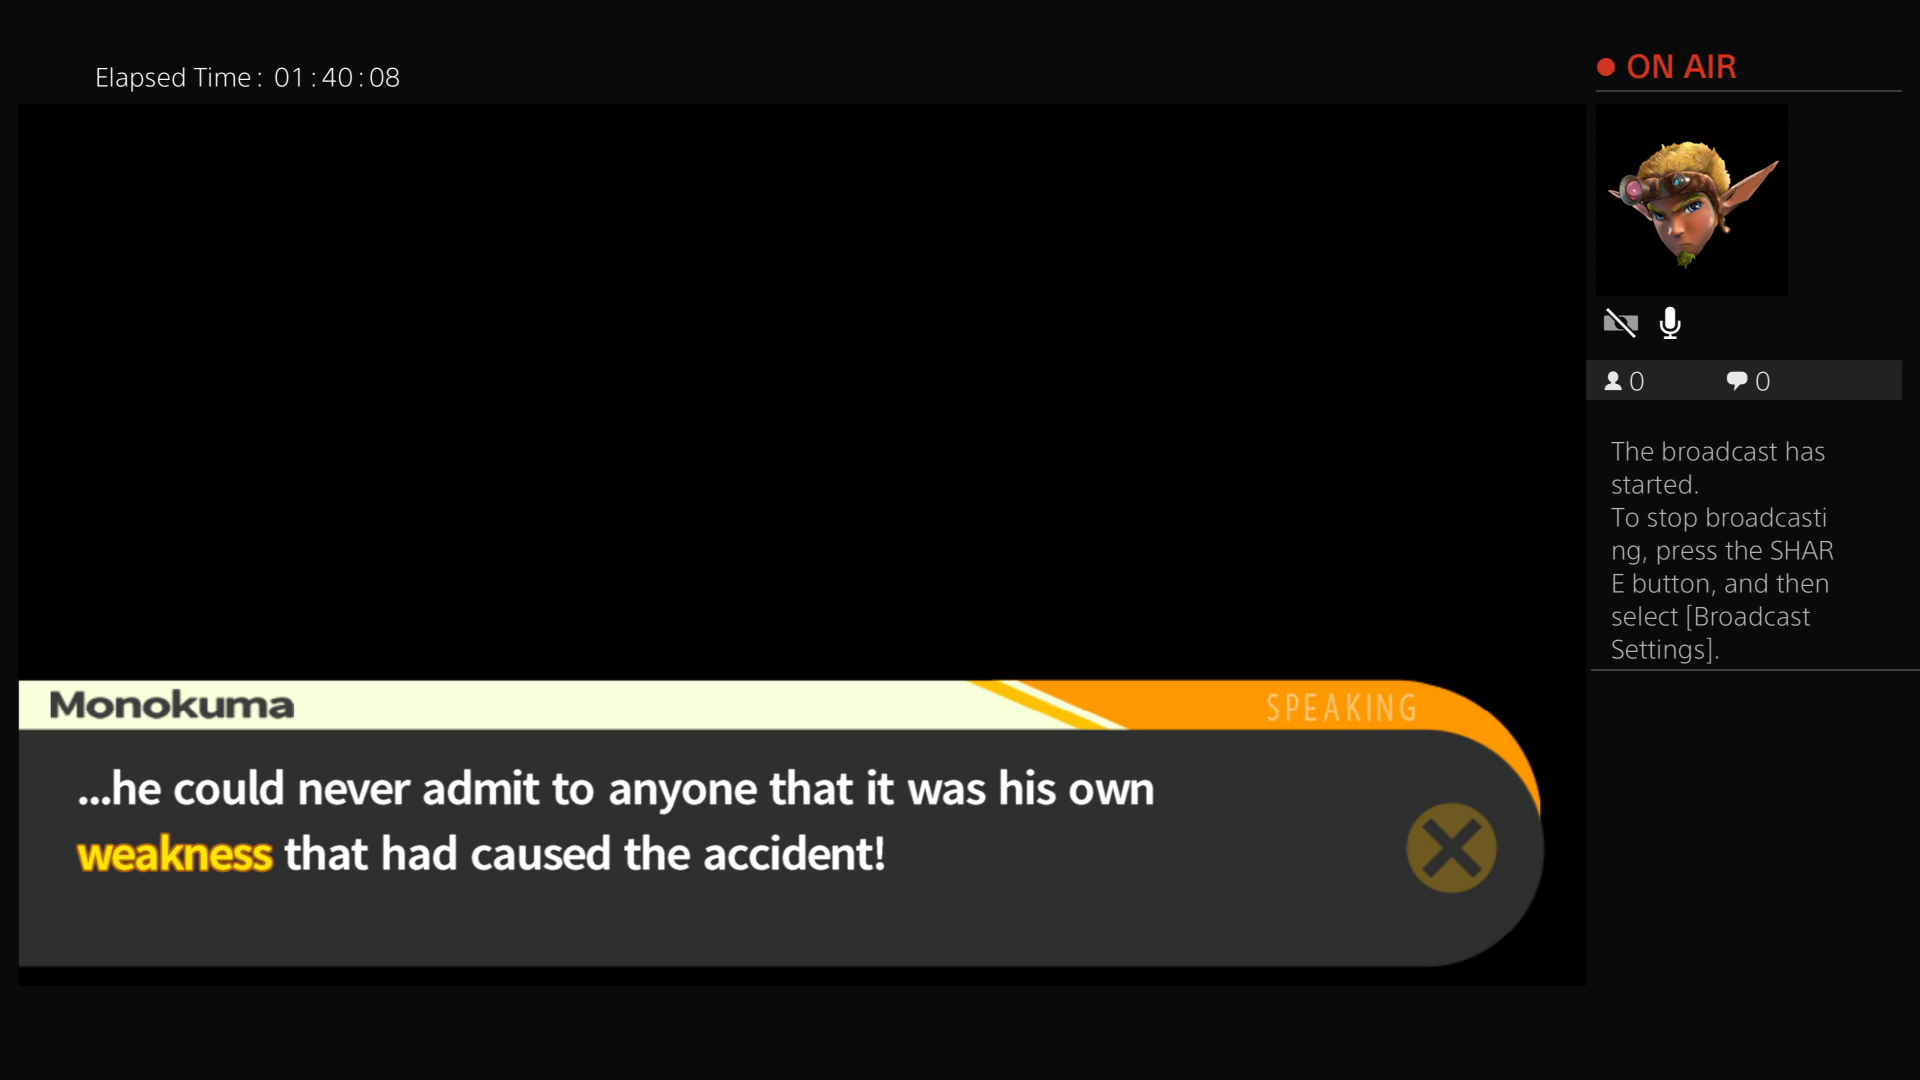 Elapsed Time: 01:40:08
ON AIR
0 0
The broadcast has
started.
To stop broadcasti
ng, press the SHAR
E button, and then
select [Broadcast
Settings].
Monokuma
SPEAKING
...he could never admit to anyone that it was his own
weakness that had caused the accident!